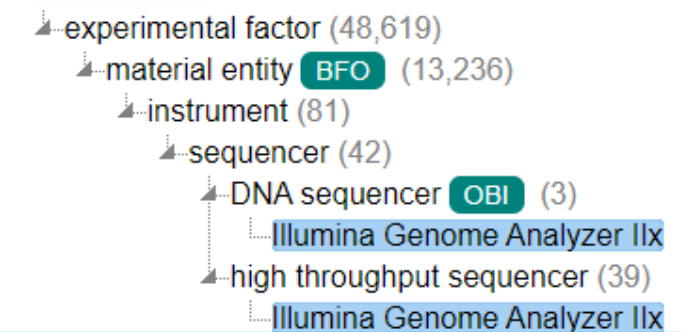 experimental factor (48,619)
material entity BFO (13,236)
instrument (81)
sequencer (42)
DNA sequencer OBI (3)
Illumina Genome Analyzer IIx
high throughput sequencer (39)
Illumina Genome Analyzer IIx